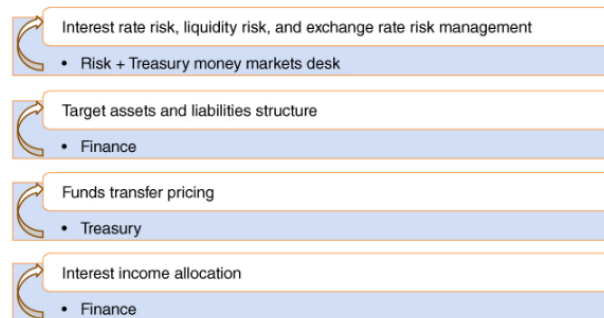 Interest rate risk, liquidity risk, and exchange rate risk management
• Risk + Treasury money markets desk
Target assets and liabilities structure
• Finance
Funds transfer pricing
• Treasury
Interest income allocation
• Finance